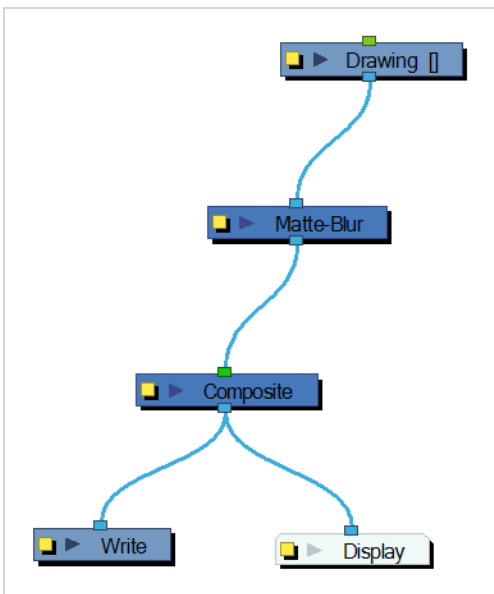 Drawing []
Matte-Blur
Composite
Write
Display